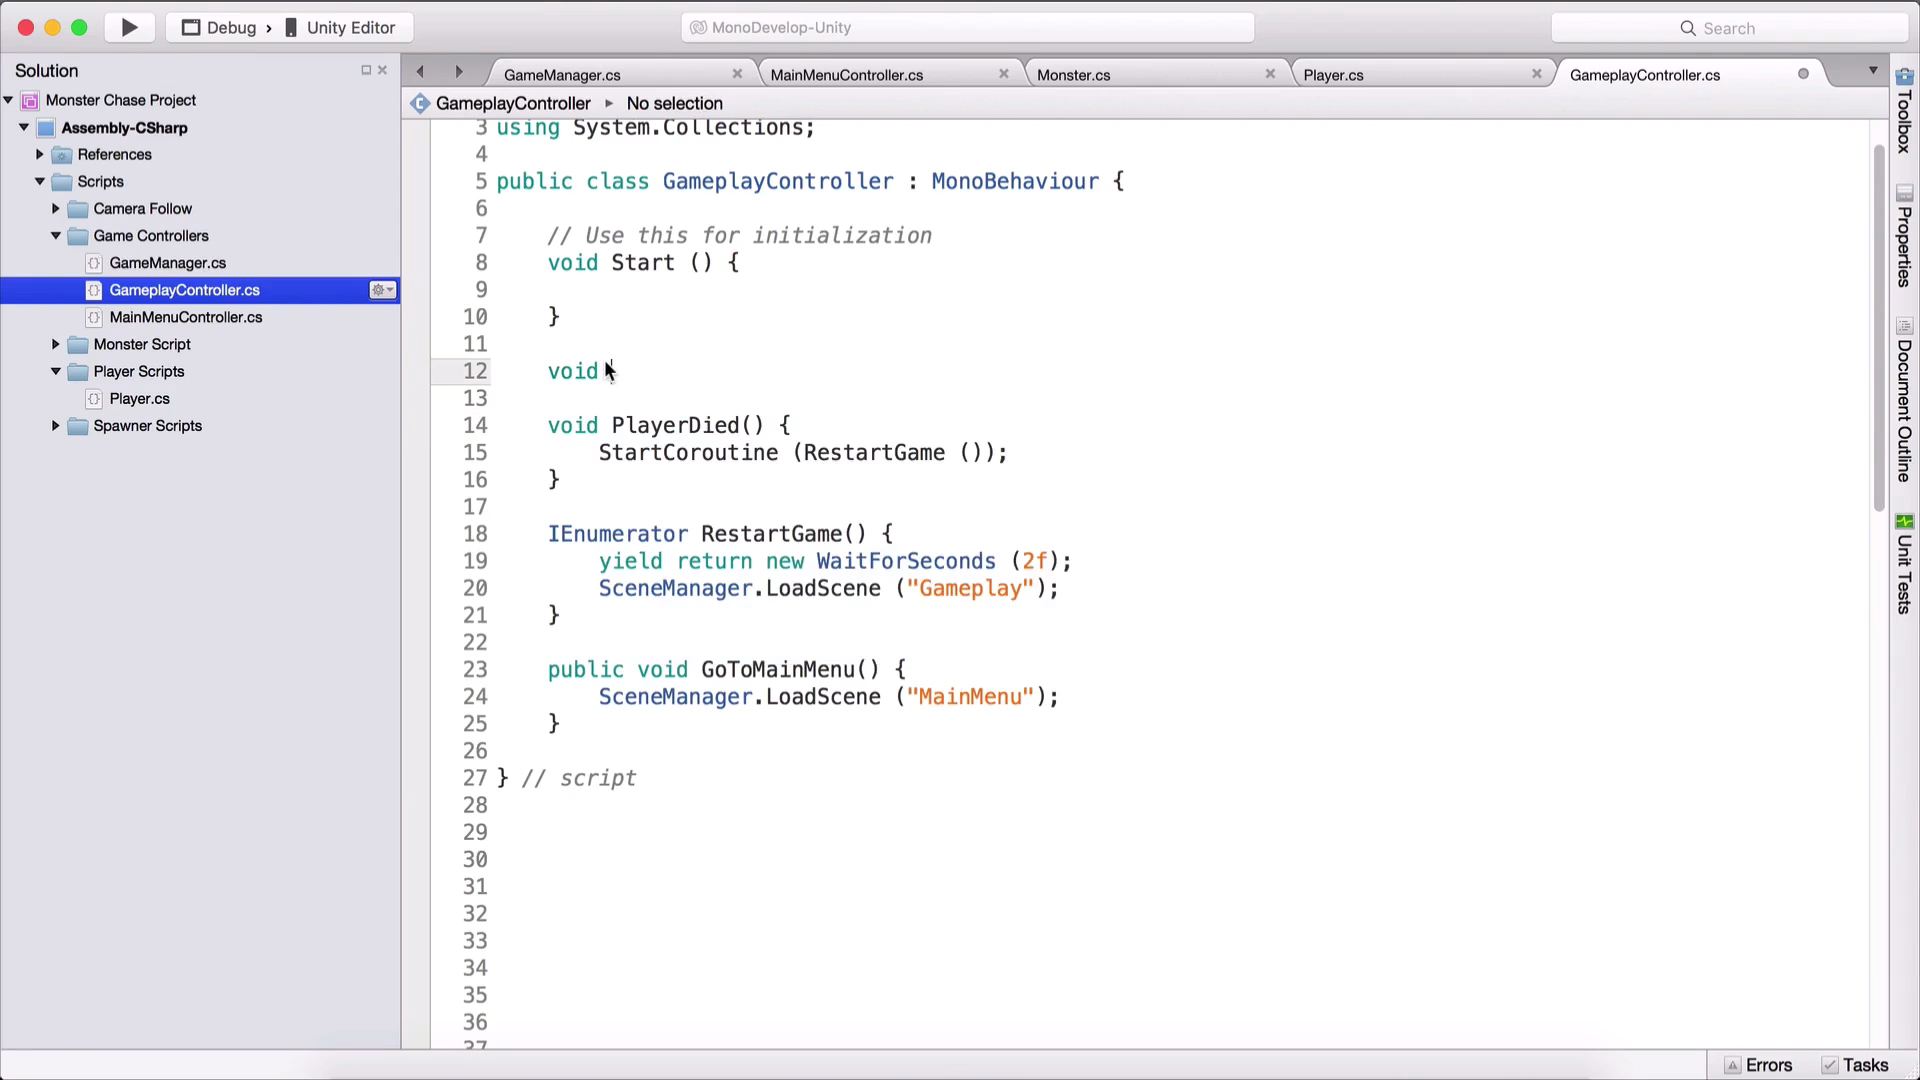 Debug › Unity Editor
MonoDevelop-Unity
Search
Solution
Monster Chase Project
Assembly-CSharp
References
Scripts
Camera Follow
Game Controllers
GameManager.cs
GameplayController.cs
MainMenuController.cs
Monster Script
Player Scripts
Player.cs
Spawner Scripts
GameManager.cs
MainMenuController.cs
Monster.cs
Player.cs
GameplayController.cs
GameplayController ▸ No selection
3 using System.Collections;
4
5 public class GameplayController : MonoBehaviour {
6
7 // Use this for initialization
8 void Start () {
9
10 }
11
12 void
13
14 void PlayerDied() {
15 StartCoroutine (RestartGame ());
16 }
17
18 IEnumerator RestartGame() {
19 yield return new WaitForSeconds (2f);
20 SceneManager.LoadScene ("Gameplay");
21 }
22
23 public void GoToMainMenu() {
24 SceneManager.LoadScene ("MainMenu");
25 }
26
27 } // script
28
29
30
31
32
33
34
35
36
37
Toolbox
Properties
Document Outline
Unit Tests
Errors
Tasks